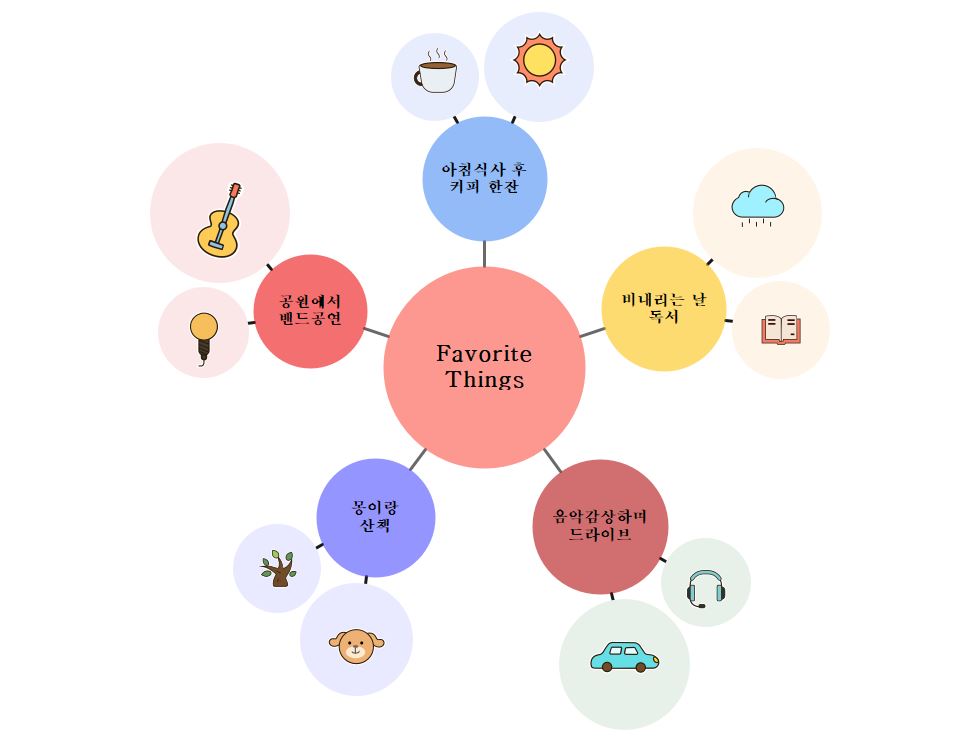 아침식사 후
커피 한잔
공원에서
밴드공연
비내리는 날
독서
Favorite
Things
몽이랑
산책
음악감상하며
드라이브